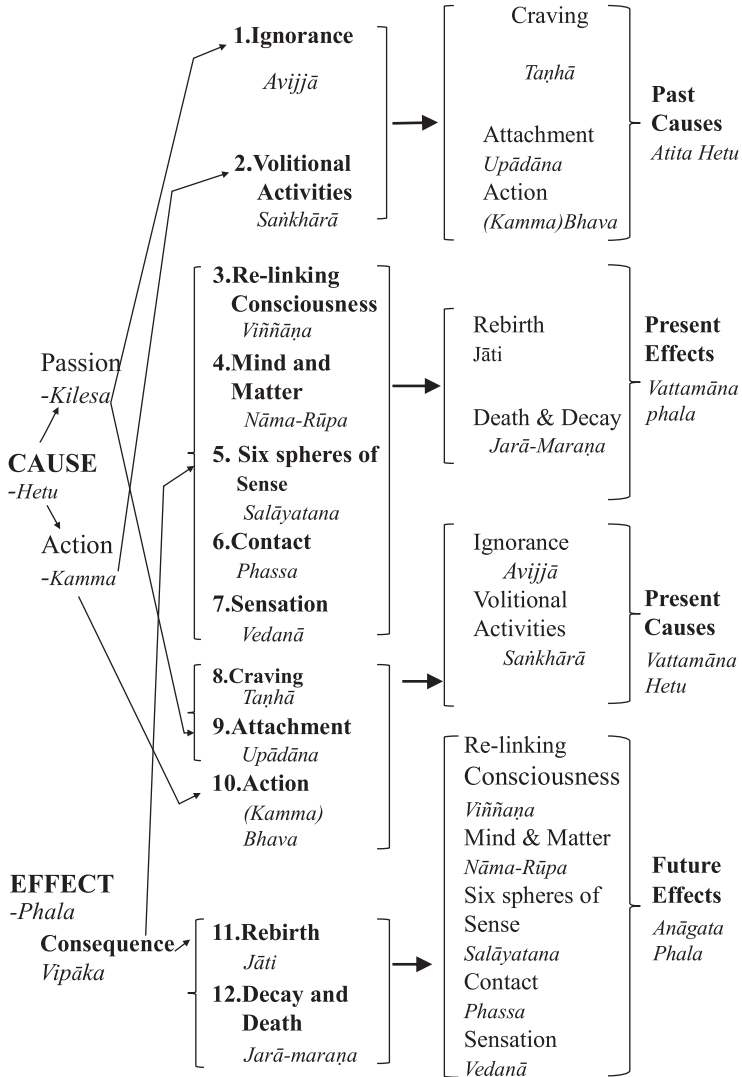 CAUSE
-Hetu
Passion
-Kilesa
Action
-Kamma
EFFECT
-Phala
Consequence
Vipāka
1.Ignorance
Avijjā
2.Volitional
Activities
Saṅkhārā
3.Re-linking
Consciousness
Viññāṇa
4.Mind and
Matter
Nāma-Rūpa
5. Six spheres of
Sense
Salāyatana
6.Contact
Phassa
7.Sensation
Vedanā
8.Craving
Taṇhā
9.Attachment
Upādāna
10.Action
(Kamma)
Bhava
11.Rebirth
Jāti
12.Decay and
Death
Jarā-maraṇa
Craving
Taṇhā
Attachment
Upādāna
Action
(Kamma)Bhava
Rebirth
Jāti
Death & Decay
Jarā-Maraṇa
Ignorance
Avijjā
Volitional
Activities
Saṅkhārā
Re-linking
Consciousness
Viññaṇa
Mind & Matter
Nāma-Rūpa
Six spheres of
Sense
Salāyatana
Contact
Phassa
Sensation
Vedanā
Past
Causes
Atita Hetu
Present
Effects
Vattamāna
phala
Present
Causes
Vattamāna
Hetu
Future
Effects
Anāgata
Phala